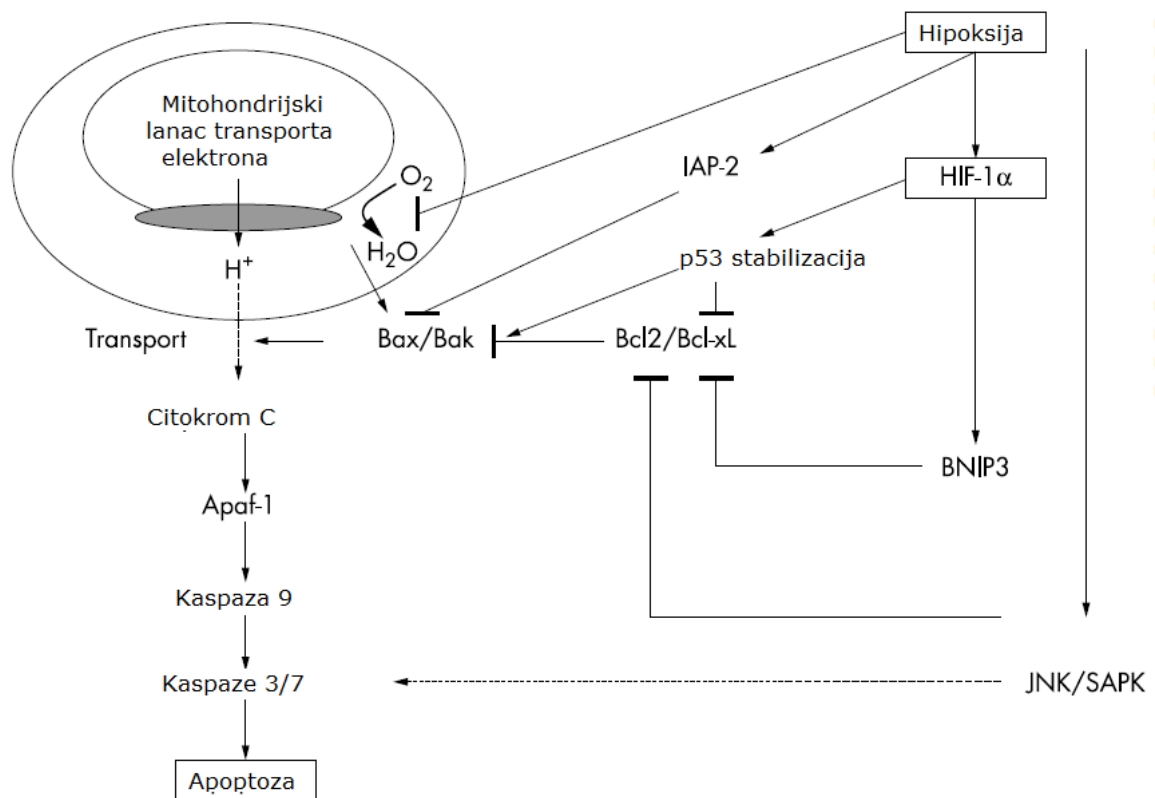 Hipoksija
Mitohondrijski
lanac transporta
elektrona
O2
IAP-2
HIF-1α
H2O
H+
p53 stabilizacija
Transport
Bax/Bak
Bcl2/Bcl-xL
Citokrom C
BNIP3
Apaf-1
Kaspaza 9
Kaspaze 3/7
JNK/SAPK
Apoptoza